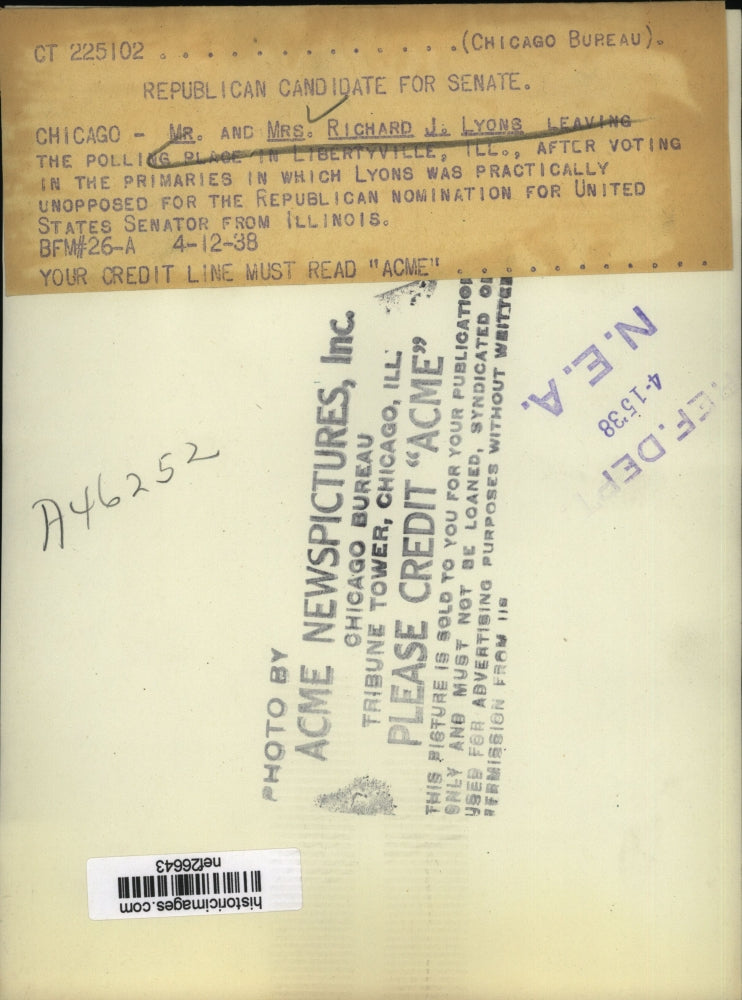 CT 225102 . . . . . . . . . . . . . .(CHICAGO BUREAU).
REPUBLICAN CANDIDATE FOR SENATE.
CHICAGO - MR. AND MRS. RICHARD J. LYONS LEAVING
THE POLLING PLACE IN LIBERTYVILLE, ILL., AFTER VOTING
IN THE PRIMARIES IN WHICH LYONS WAS PRACTICALLY
UNOPPOSED FOR THE REPUBLICAN NOMINATION FOR UNITED
STATES SENATOR FROM ILLINOIS.
BFM#26-A 4-12-38
YOUR CREDIT LINE MUST READ "ACME" . . . . . . . . . . . .
A46252
PHOTO BY
ACME NEWSPICTURES, Inc.
CHICAGO BUREAU
TRIBUNE TOWER, CHICAGO, ILL.
PLEASE CREDIT "ACME"
THIS PICTURE IS SOLD TO YOU FOR YOUR PUBLICATION
ONLY AND MUST NOT BE LOANED, SYNDICATED OR
USED FOR ADVERTISING PURPOSES WITHOUT WRITTEN
PERMISSION FROM US
N.E.A.
4-15'38
REF. DEPT
historicimages.com
nef26643